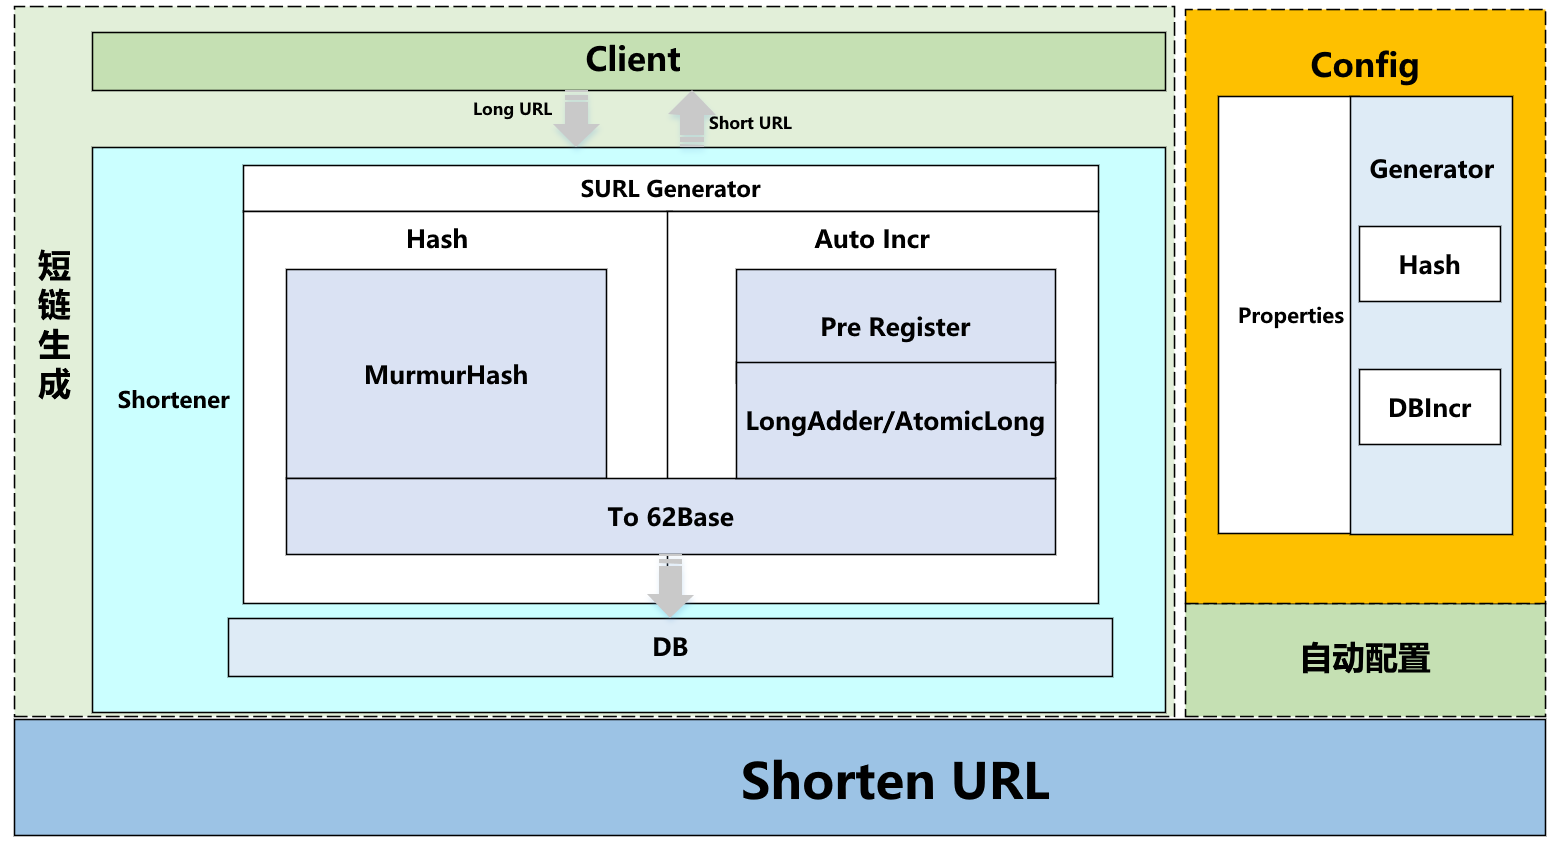 Client
Long URL
Short URL
短链生成
Shortener
SURL Generator
Hash
Auto Incr
MurmurHash
Pre Register
LongAdder/AtomicLong
To 62Base
DB
Config
Properties
Generator
Hash
DBIncr
自动配置
Shorten URL